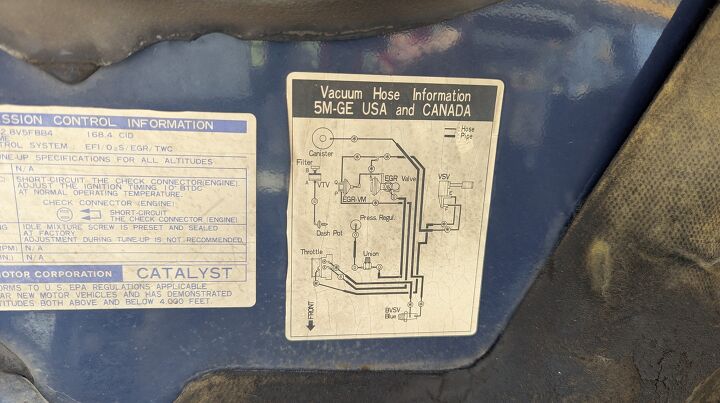 SSION CONTROL INFORMATION
2.8V5FBB4 168.4 CID
TROL SYSTEM EFI/O₂S/EGR/TWC
NE-UP SPECIFICATIONS FOR ALL ALTITUDES
N/A
SHORT-CIRCUIT THE CHECK CONNECTOR(ENGINE)
ADJUST THE IGNITION TIMING 10°BTDC
AT NORMAL OPERATING TEMPERATURE.
CHECK CONNECTOR (ENGINE)
SHORT-CIRCUIT
THE CHECK CONNECTOR (ENGINE)
NG IDLE MIXTURE SCREW IS PRESET AND SEALED
AT FACTORY
ADJUSTMENT DURING TUNE-UP IS NOT RECOMMENDED.
RPM) N/A
N.) N/A
OTOR CORPORATION CATALYST
ORMS TO U.S. EPA REGULATIONS APPLICABLE
AR NEW MOTOR VEHICLES AND HAS DEMONSTRATED
TITUDES BOTH ABOVE AND BELOW 4,000 FEET.
Vacuum Hose Information
5M-GE USA and CANADA
: Hose
: Pipe
Canister
Filter
VTV
EGR-VM
EGR Valve
VSV
Dash Pot
Press. Regul.
Throttle
Union
BVSV
Blue
FRONT